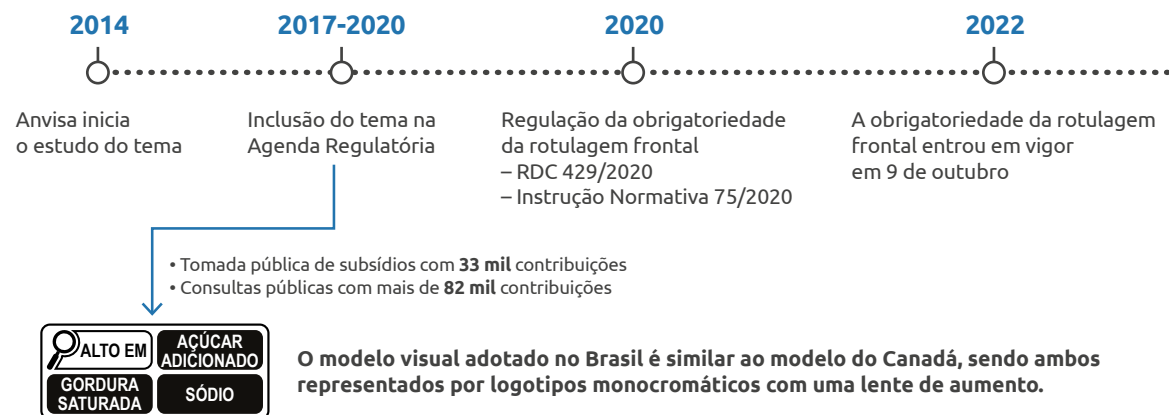 2014
Anvisa inicia
o estudo do tema
2017-2020
Inclusão do tema na
Agenda Regulatória
2020
Regulação da obrigatoriedade
da rotulagem frontal
– RDC 429/2020
– Instrução Normativa 75/2020
2022
A obrigatoriedade da rotulagem
frontal entrou em vigor
em 9 de outubro
• Tomada pública de subsídios com 33 mil contribuições
• Consultas públicas com mais de 82 mil contribuições
ALTO EM
AÇÚCAR
ADICIONADO
GORDURA
SATURADA
SÓDIO
O modelo visual adotado no Brasil é similar ao modelo do Canadá, sendo ambos
representados por logotipos monocromáticos com uma lente de aumento.